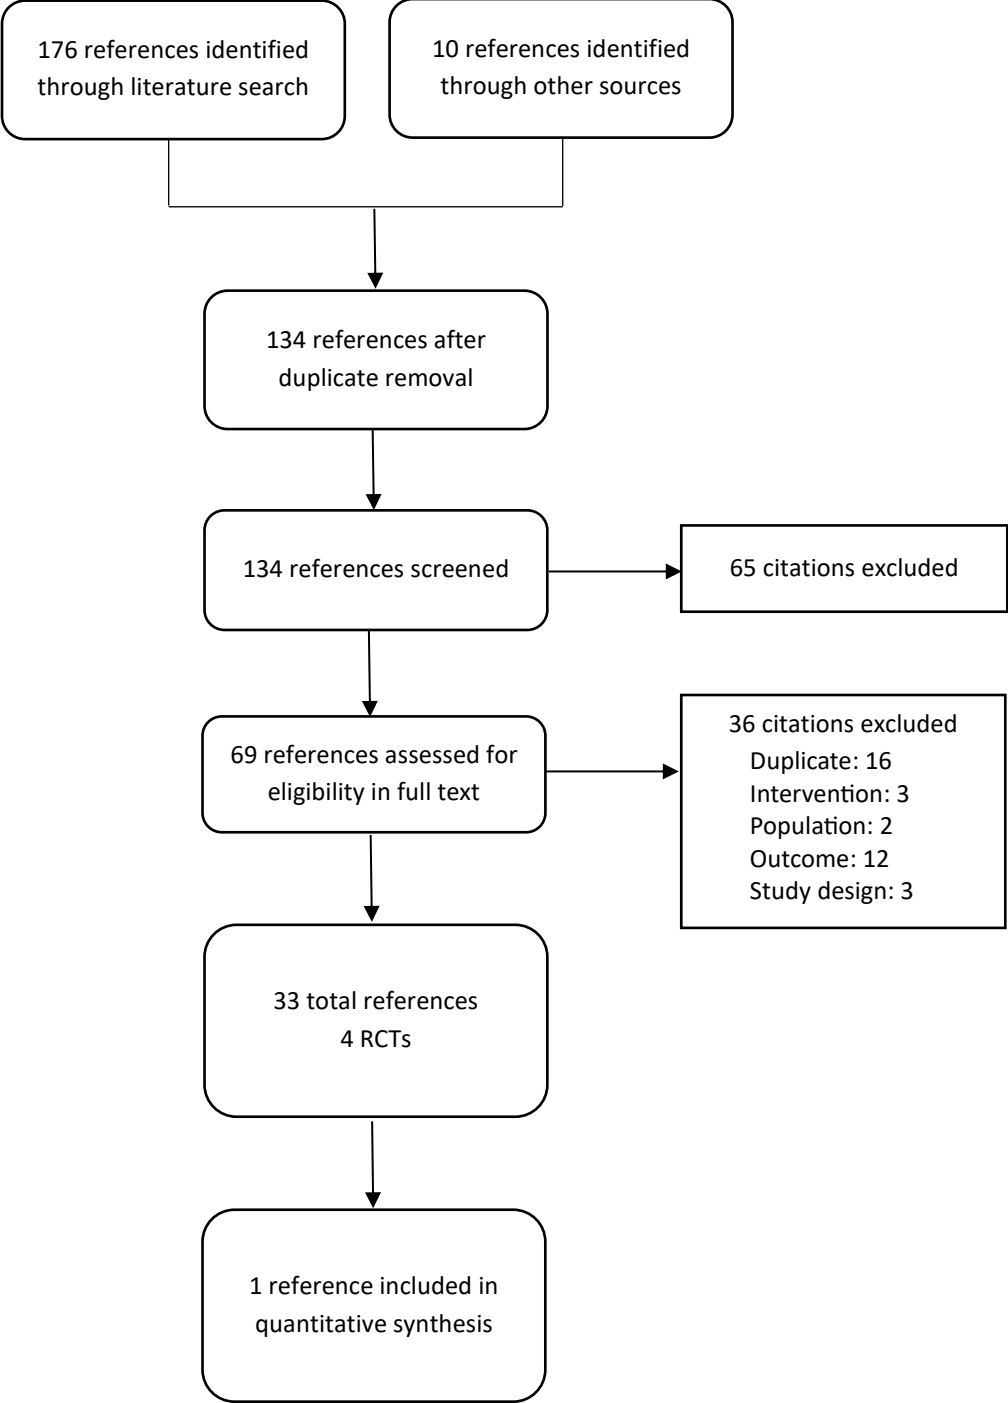 176 references identified
through literature search
10 references identified
through other sources
134 references after
duplicate removal
134 references screened
65 citations excluded
69 references assessed for
eligibility in full text
36 citations excluded
Duplicate: 16
Intervention: 3
Population: 2
Outcome: 12
Study design: 3
33 total references
4 RCTs
1 reference included in
quantitative synthesis